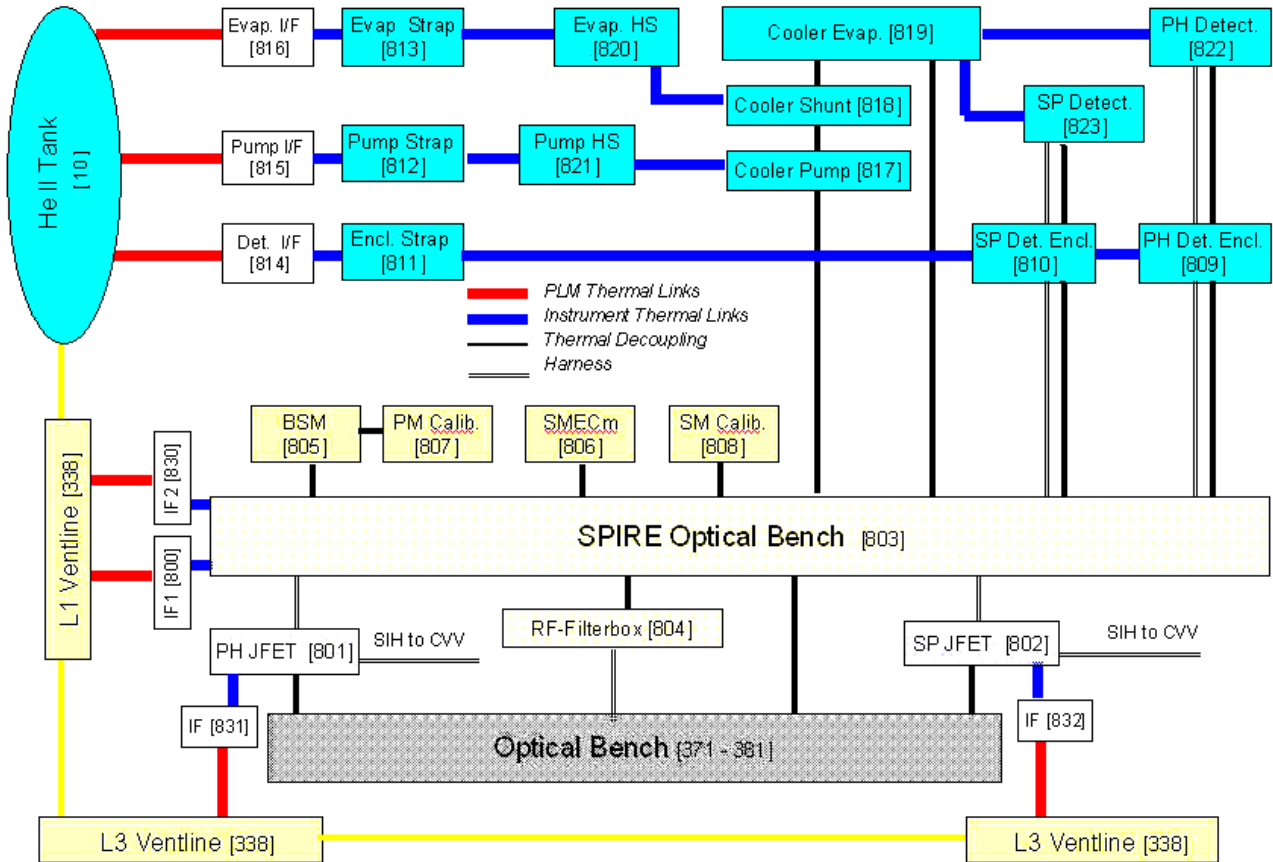 Evap. I/F
[816]
Evap Strap
[813]
Evap. HS
[820]
Cooler Evap. [819]
PH Detect.
[822]
Cooler Shunt [818]
SP Detect.
[823]
He II Tank
[10]
Pump I/F
[815]
Pump Strap
[812]
Pump HS
[821]
Cooler Pump [817]
Det. I/F
[814]
Encl. Strap
[811]
SP Det. Encl.
[810]
PH Det. Encl.
[809]
PLM Thermal Links
Instrument Thermal Links
Thermal Decoupling
Harness
BSM
[805]
PM Calib.
[807]
SMECm
[806]
SM Calib.
[808]
L1 Ventline [338]
IF2 [830]
IF1 [800]
SPIRE Optical Bench [803]
PH JFET [801]
SIH to CVV
RF-Filterbox [804]
SP JFET [802]
SIH to CVV
IF [831]
IF [832]
Optical Bench [371 - 381]
L3 Ventline [338]
L3 Ventline [338]